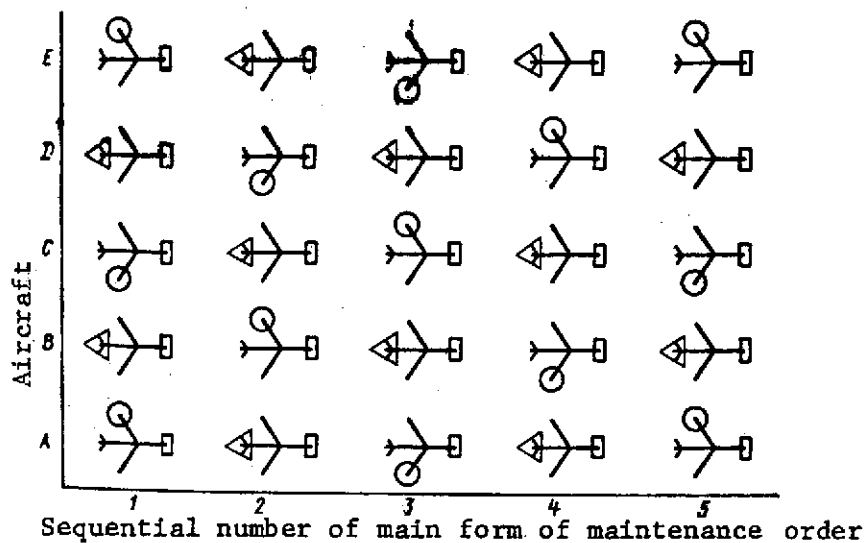 E
D
C
B
A
Aircraft
1 2 3 4 5
Sequential number of main form of maintenance order